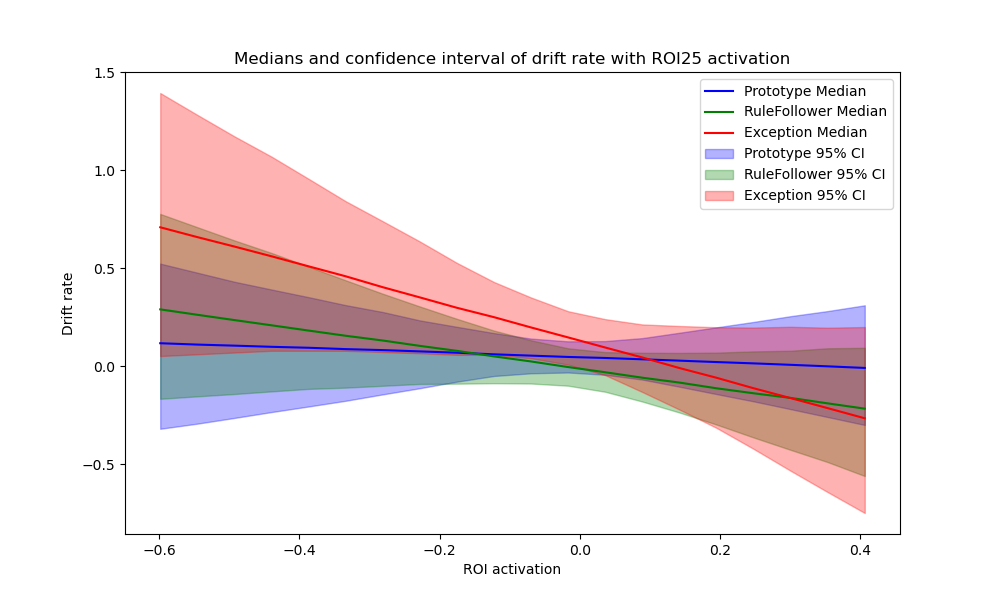 Medians and confidence interval of drift rate with ROI25 activation
1.5
1.0
0.5
0.0
−0.5
Drift rate
−0.6
−0.4
−0.2
0.0
0.2
0.4
ROI activation
Prototype Median
RuleFollower Median
Exception Median
Prototype 95% CI
RuleFollower 95% CI
Exception 95% CI